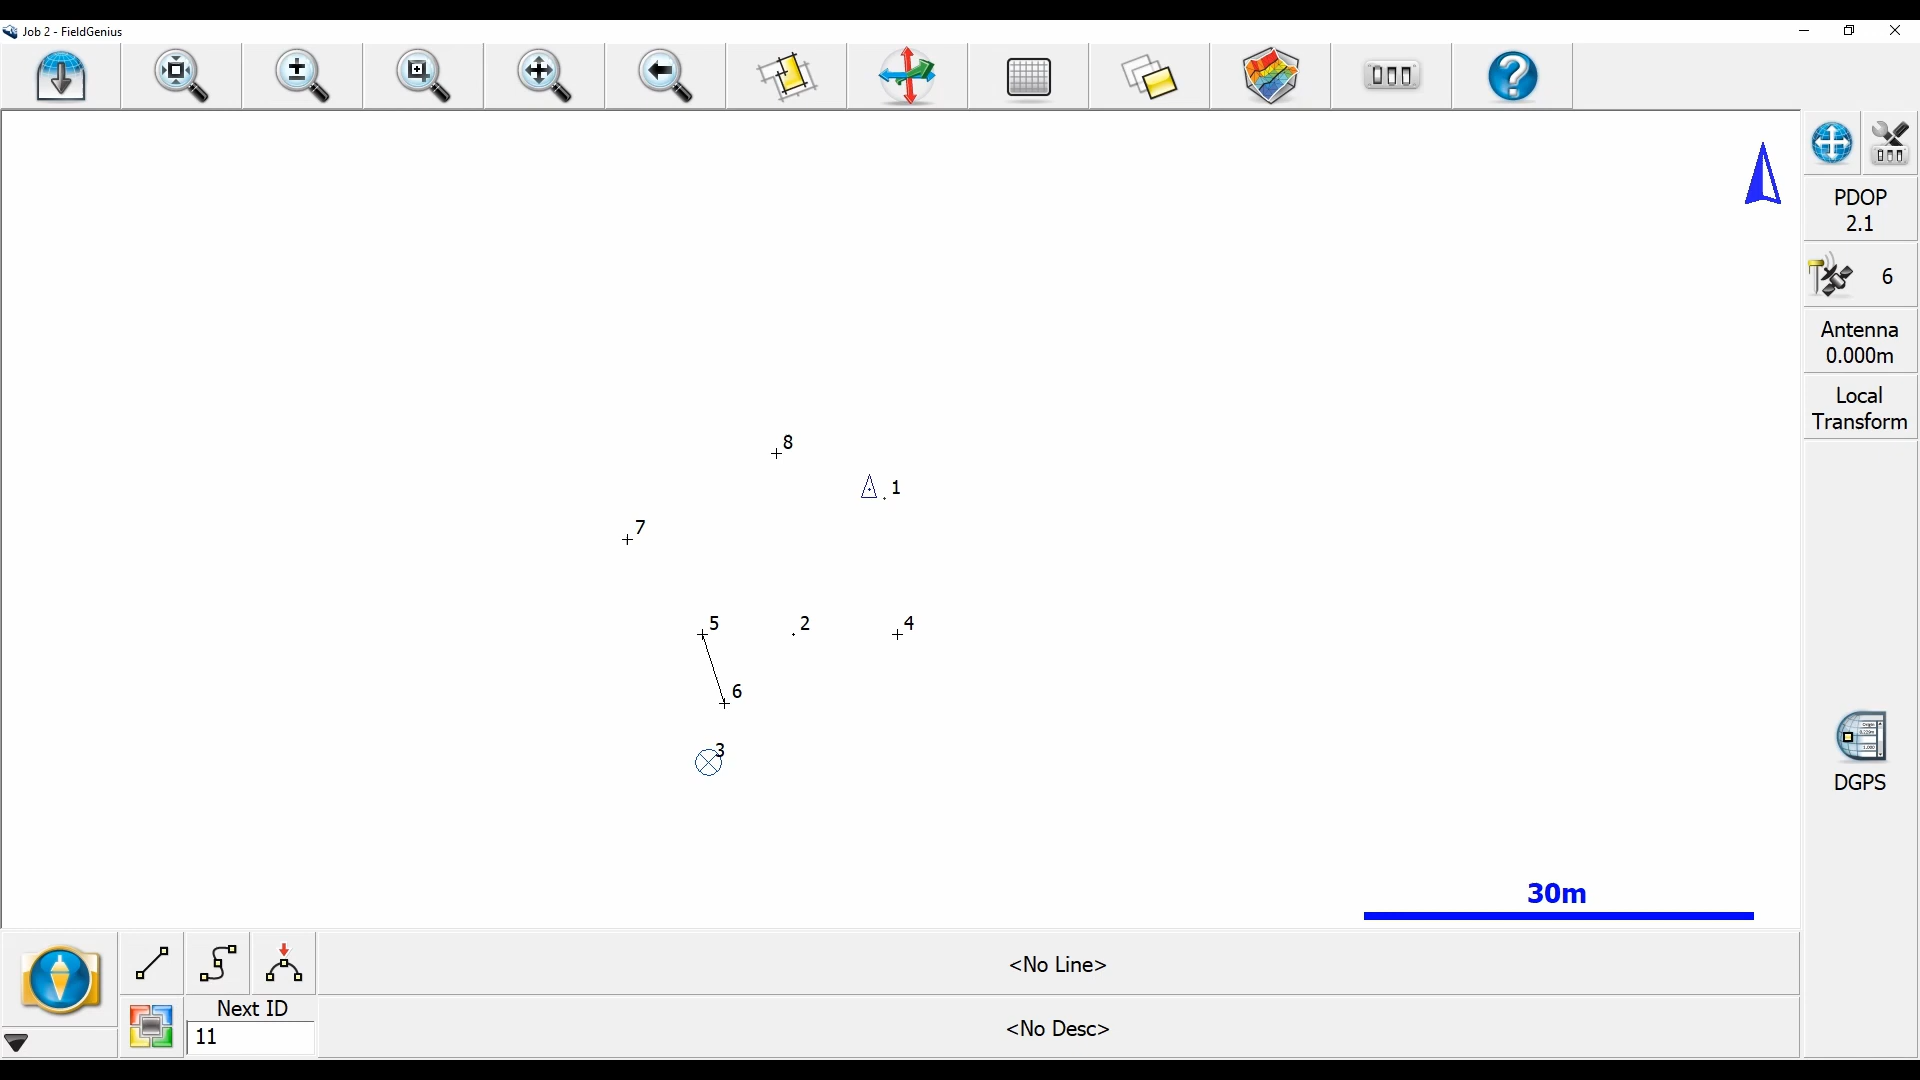 Job 2 - FieldGenius
PDOP
2.1
6
Antenna
0.000m
Local
Transform
8
1
7
5
2
4
6
3
DGPS
30m
<No Line>
Next ID
11
<No Desc>